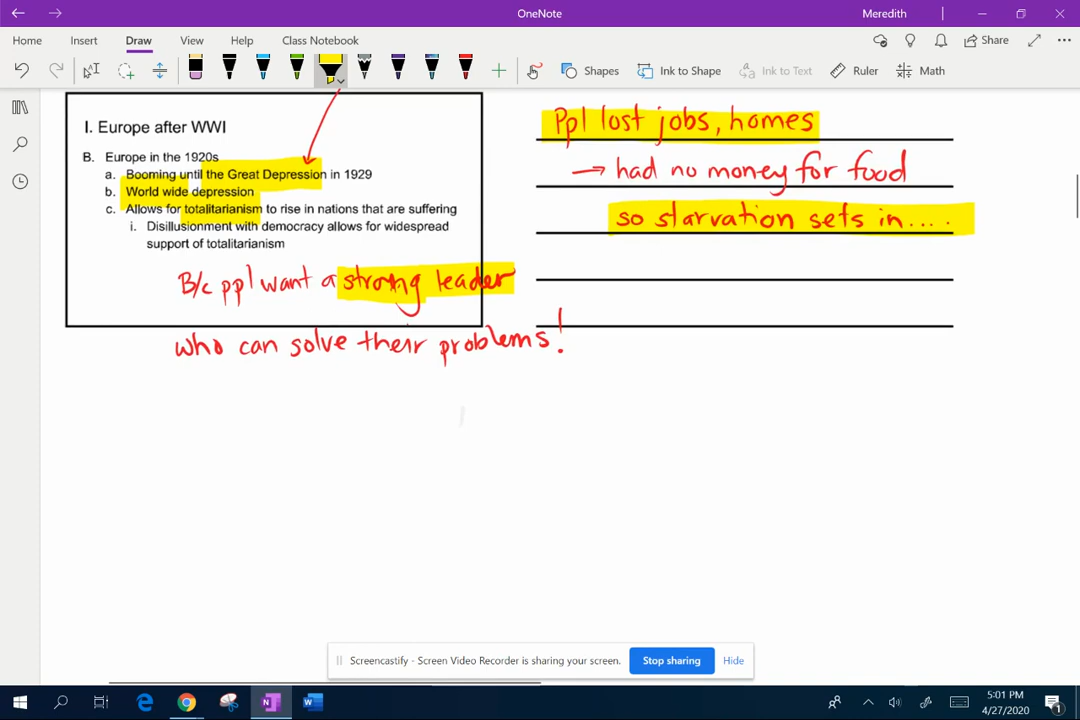 OneNote
Meredith
Home Insert Draw View Help Class Notebook
Share
Shapes Ink to Shape Ink to Text Ruler Math
I. Europe after WWI
B. Europe in the 1920s
a. Booming until the Great Depression in 1929
b. World wide depression
c. Allows for totalitarianism to rise in nations that are suffering
i. Disillusionment with democracy allows for widespread
support of totalitarianism
B/c ppl want a strong leader
who can solve their problems!
Ppl lost jobs, homes
→ had no money for food
so starvation sets in....
Screencastify - Screen Video Recorder is sharing your screen.
Stop sharing
Hide
5:01 PM
4/27/2020
1